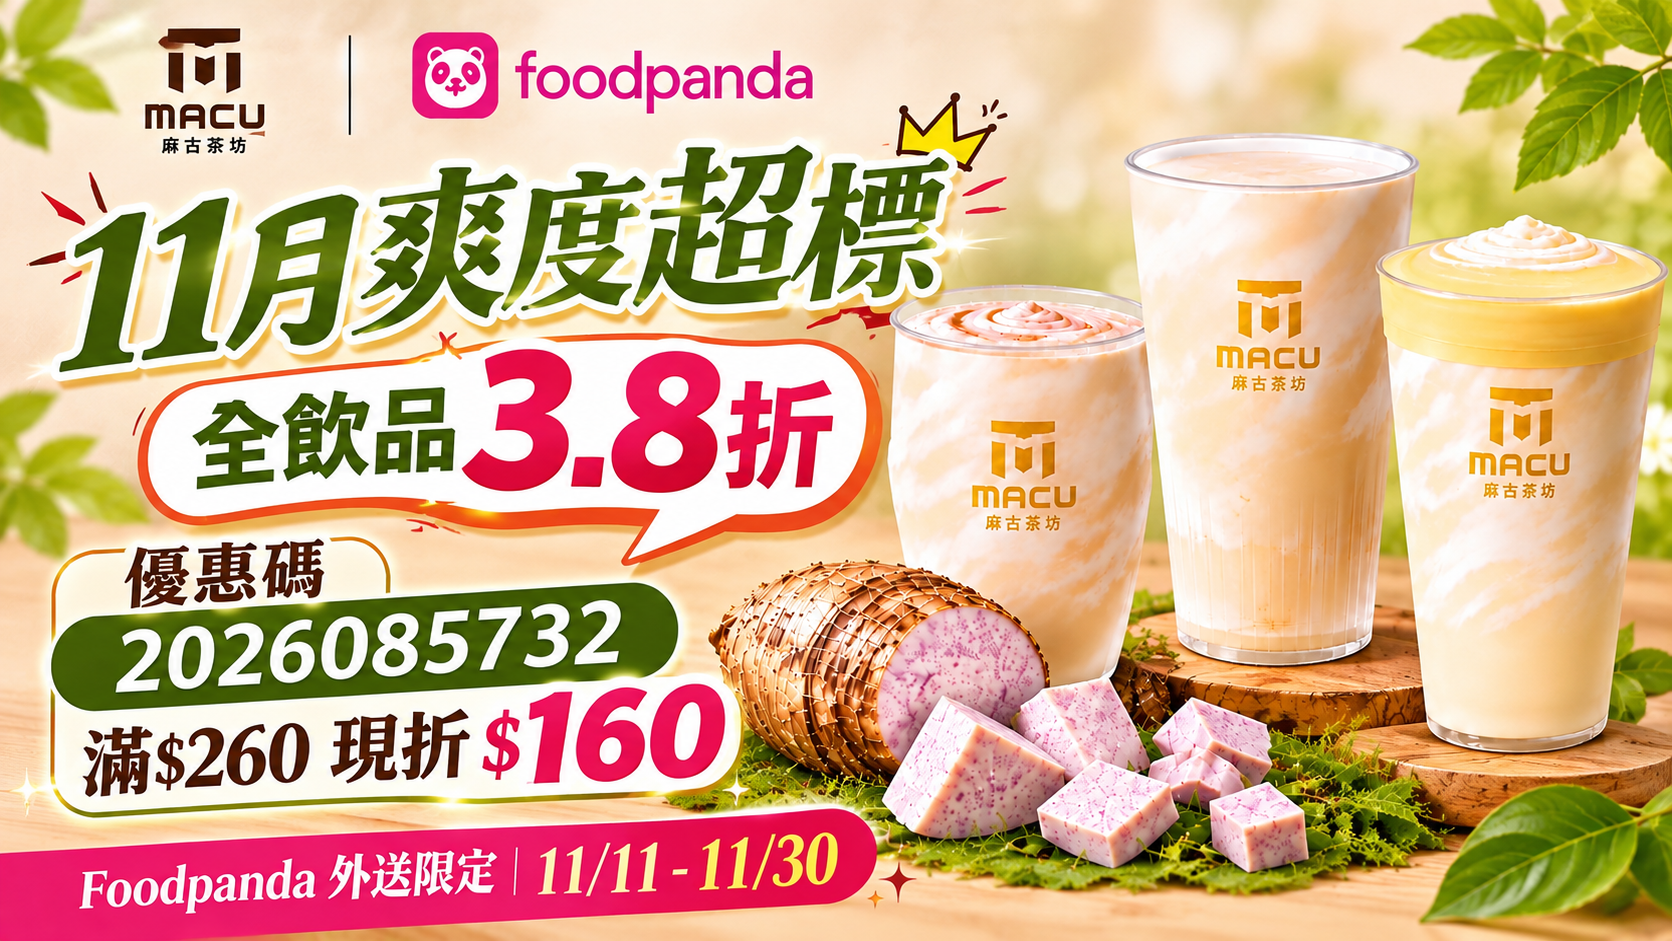 MACU
麻古茶坊
foodpanda
11月爽度超標
全飲品3.8折
優惠碼
2026085732
滿$260 現折$160
Foodpanda 外送限定 | 11/11 - 11/30
MACU
麻古茶坊
MACU
麻古茶坊
MACU
麻古茶坊